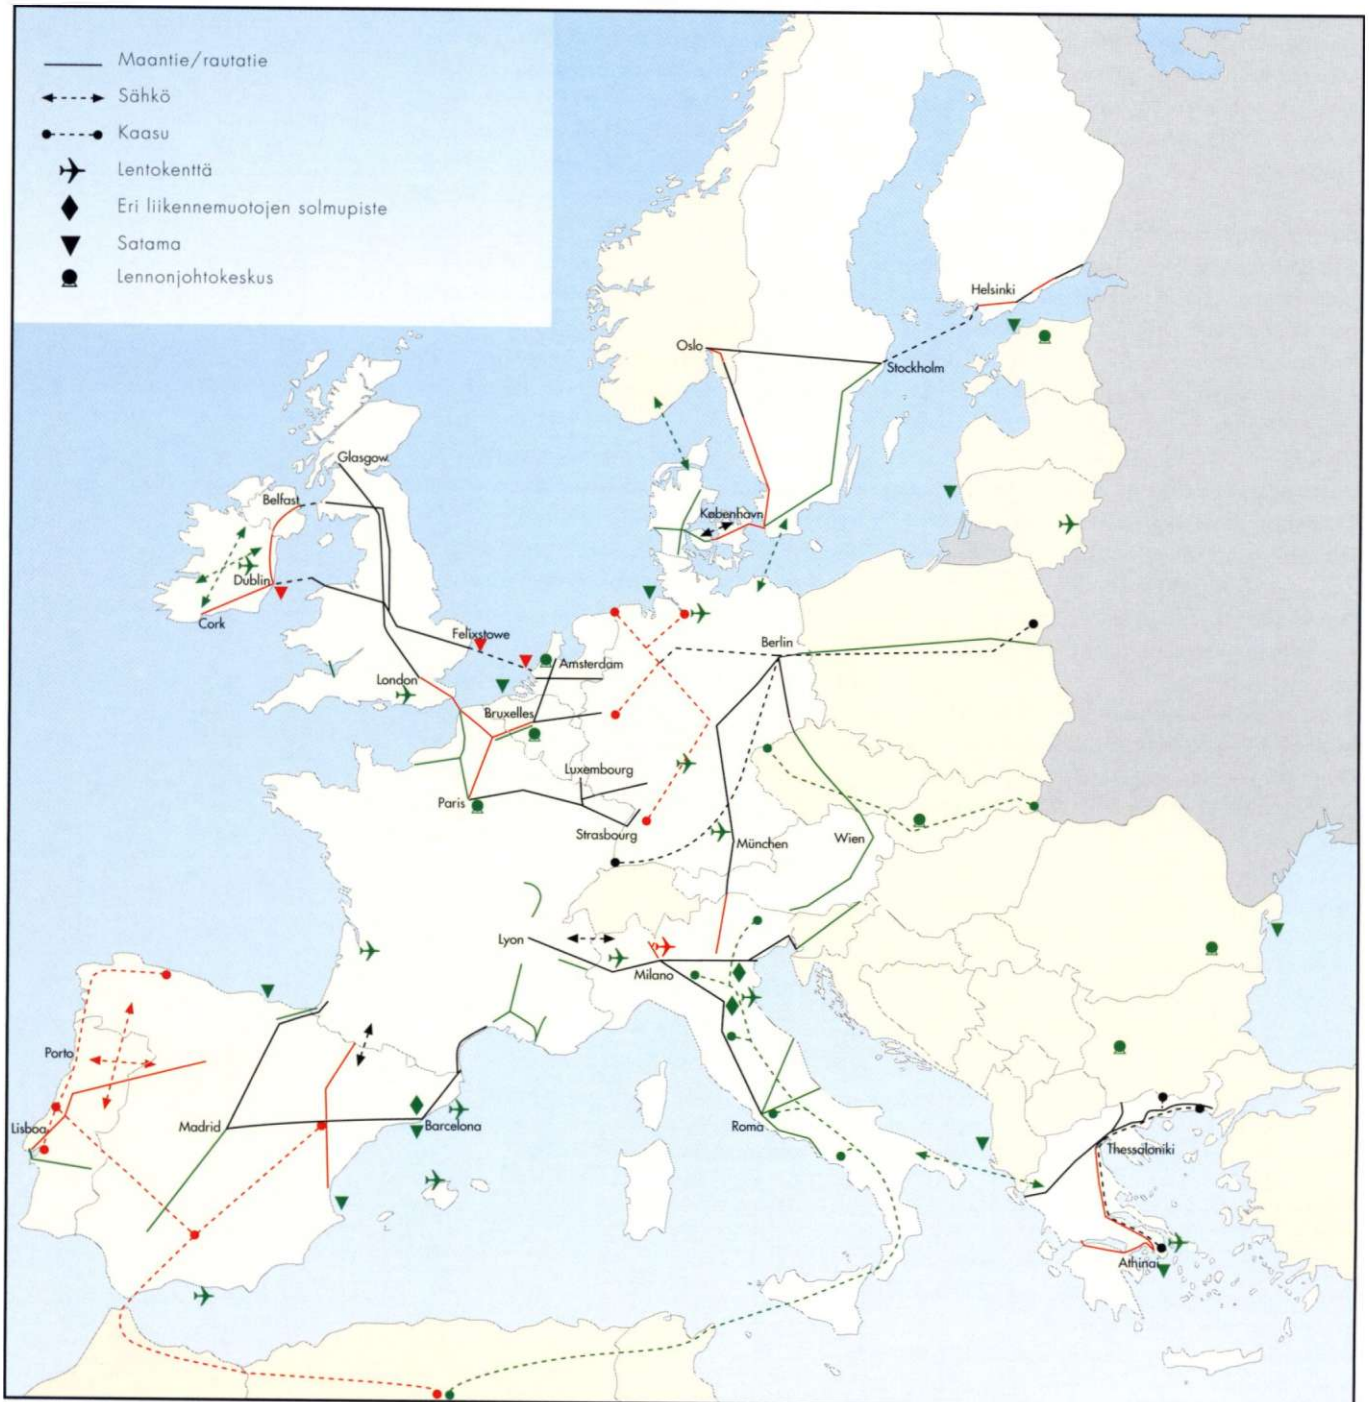 Maantie/rautatie
Sähkö
Kaasu
Lentokenttä
Eri liikennemuotojen solmupiste
Satama
Lennonjohtokeskus
Helsinki
Oslo
Stockholm
Glasgow
Belfast
København
Dublin
Cork
Felixstowe
Berlin
Amsterdam
London
Bruxelles
Luxembourg
Paris
Strasbourg
München
Wien
Lyon
Milano
Porto
Madrid
Barcelona
Lisboa
Roma
Thessaloniki
Athinai